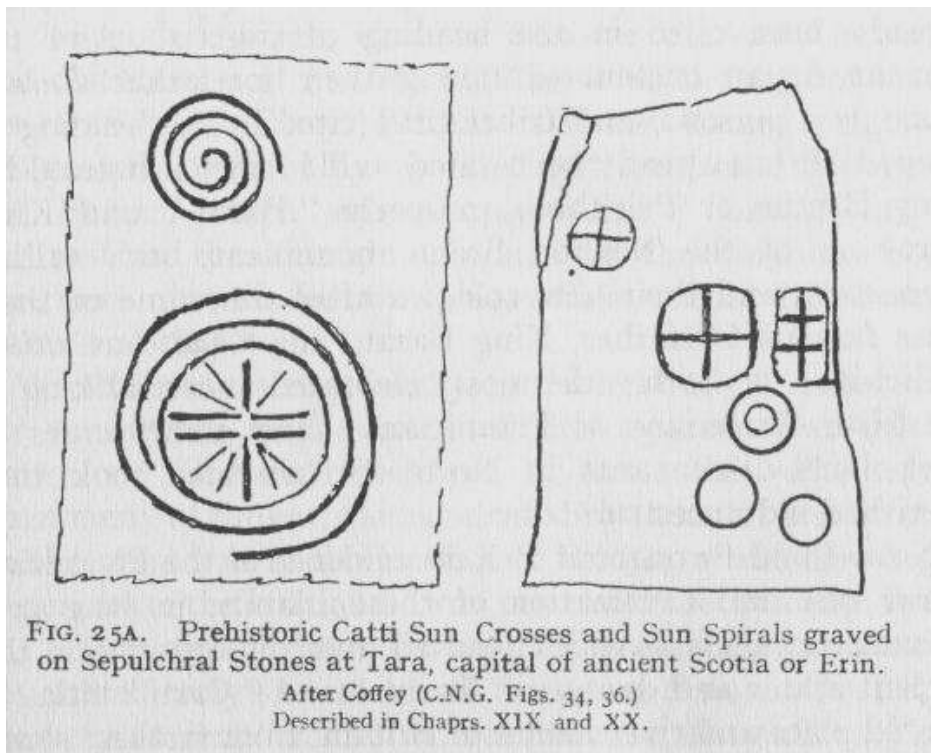 FIG. 25A. Prehistoric Catti Sun Crosses and Sun Spirals graved
on Sepulchral Stones at Tara, capital of ancient Scotia or Erin.
After Coffey (C.N.G. Figs. 34, 36.)
Described in Chaprs. XIX and XX.